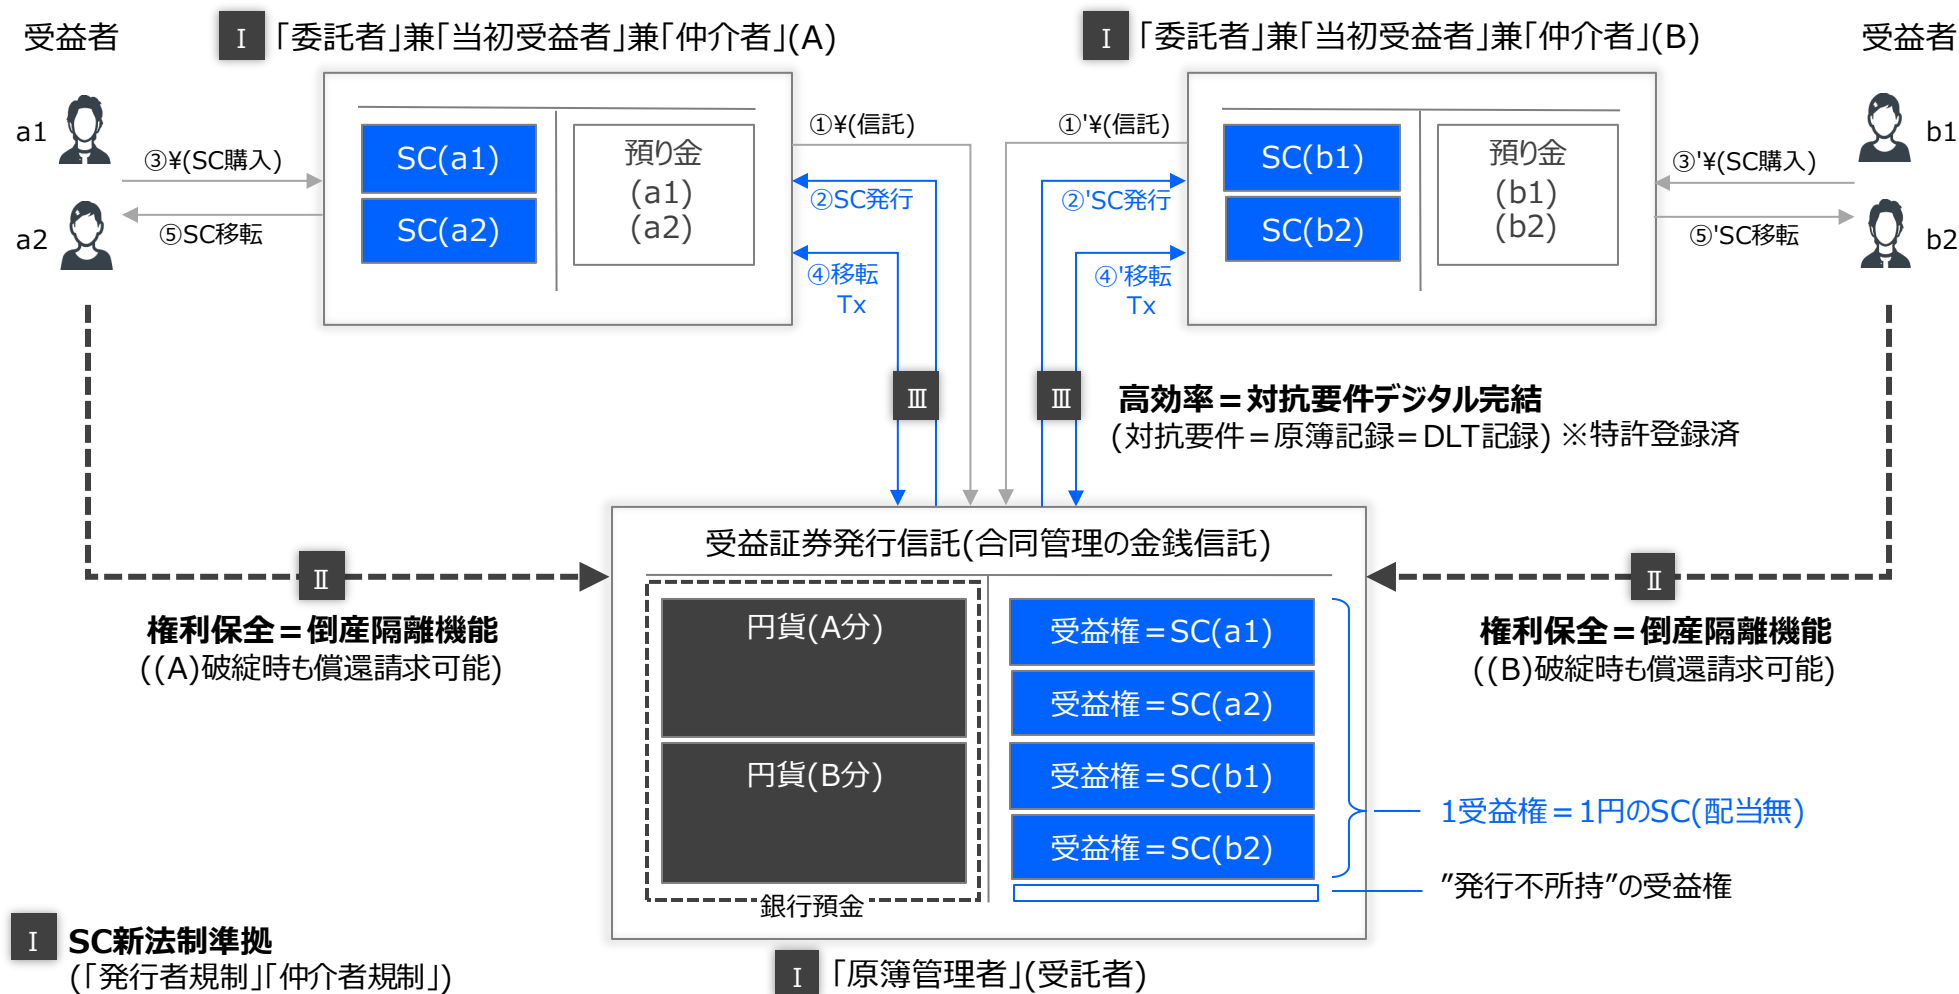 受益者
Ⅰ 「委託者」兼「当初受益者」兼「仲介者」(A)
Ⅰ 「委託者」兼「当初受益者」兼「仲介者」(B)
受益者
a1
a2
③¥(SC購入)
⑤SC移転
SC(a1)
SC(a2)
預り金
(a1)
(a2)
①¥(信託)
②SC発行
④移転
Tx
①'¥(信託)
②'SC発行
④'移転
Tx
SC(b1)
SC(b2)
預り金
(b1)
(b2)
③'¥(SC購入)
⑤'SC移転
b1
b2
Ⅲ
Ⅲ
高効率＝対抗要件デジタル完結
(対抗要件＝原簿記録＝DLT記録) ※特許登録済
Ⅱ
権利保全＝倒産隔離機能
((A)破綻時も償還請求可能)
Ⅱ
権利保全＝倒産隔離機能
((B)破綻時も償還請求可能)
受益証券発行信託(合同管理の金銭信託)
円貨(A分)
円貨(B分)
銀行預金
受益権＝SC(a1)
受益権＝SC(a2)
受益権＝SC(b1)
受益権＝SC(b2)
1受益権＝1円のSC(配当無)
”発行不所持”の受益権
Ⅰ SC新法制準拠
(「発行者規制」「仲介者規制」)
Ⅰ 「原簿管理者」(受託者)